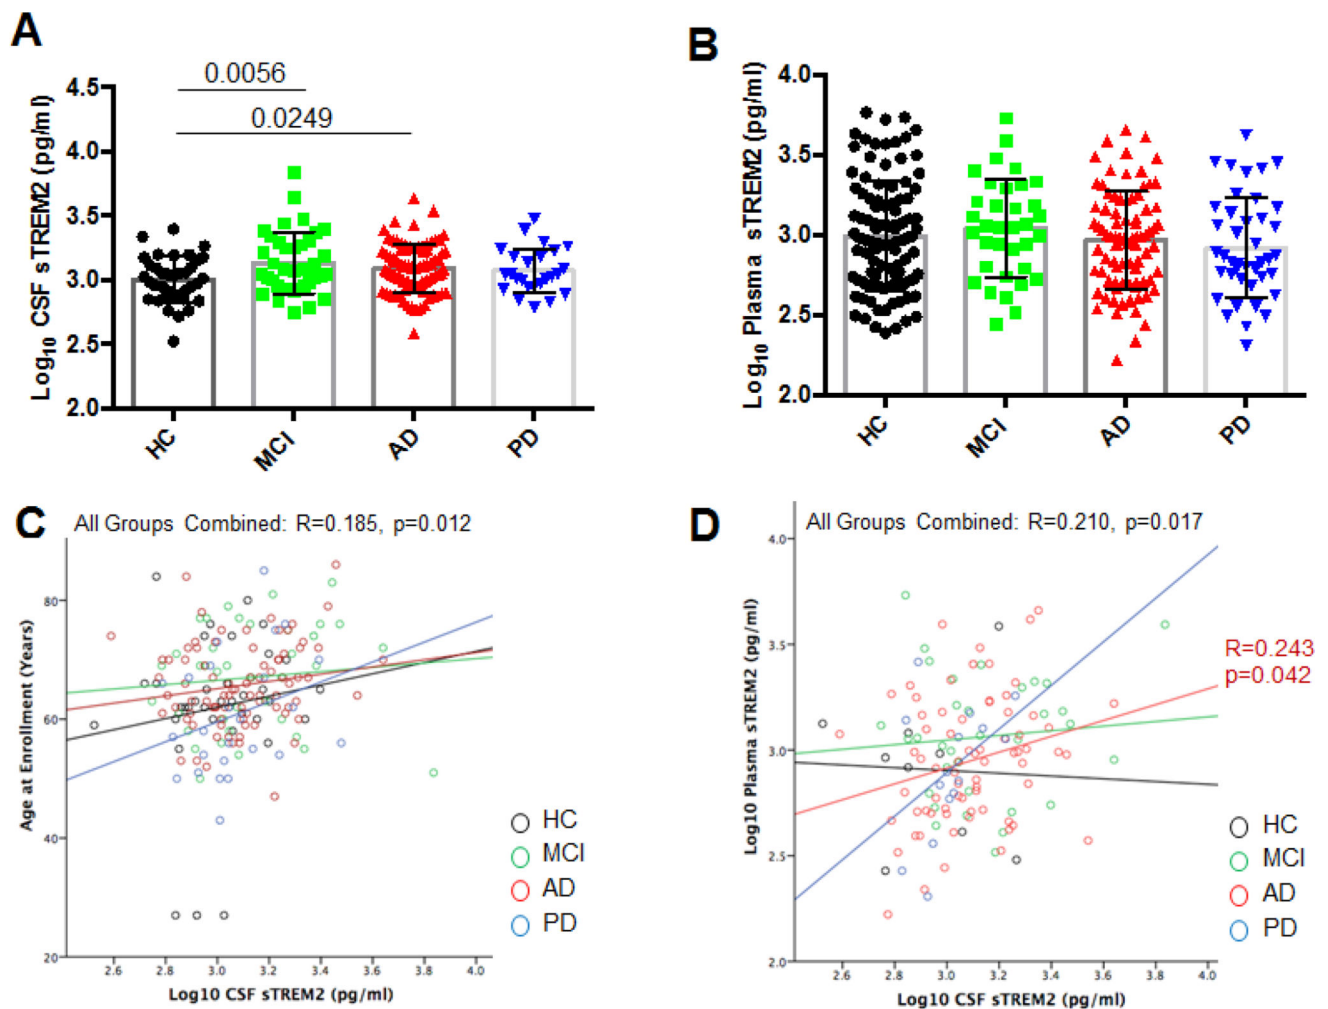 A
Log10 CSF sTREM2 (pg/ml)
4.5
4.0
3.5
3.0
2.5
2.0
0.0056
0.0249
HC
MCI
AD
PD
B
Log10 Plasma sTREM2 (pg/ml)
4.0
3.5
3.0
2.5
2.0
HC
MCI
AD
PD
C
All Groups Combined: R=0.185, p=0.012
Age at Enrollment (Years)
80
60
40
20
2.6
2.8
3.0
3.2
3.4
3.6
3.8
4.0
Log10 CSF sTREM2 (pg/ml)
HC
MCI
AD
PD
D
All Groups Combined: R=0.210, p=0.017
Log10 Plasma sTREM2 (pg/ml)
4.0
3.5
3.0
2.5
2.0
R=0.243
p=0.042
2.6
2.8
3.0
3.2
3.4
3.6
3.8
4.0
Log10 CSF sTREM2 (pg/ml)
HC
MCI
AD
PD